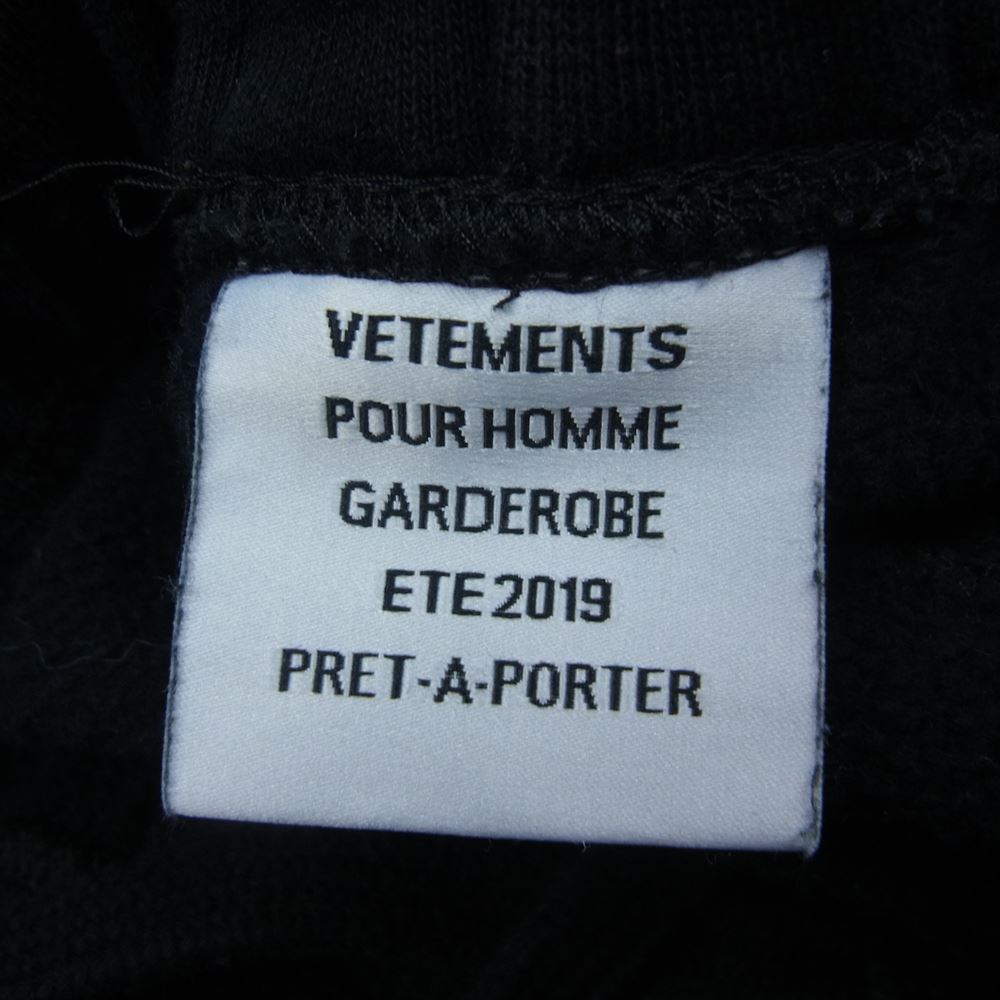 VETEMENTS
POUR HOMME
GARDEROBE
ETE 2019
PRET-A-PORTER